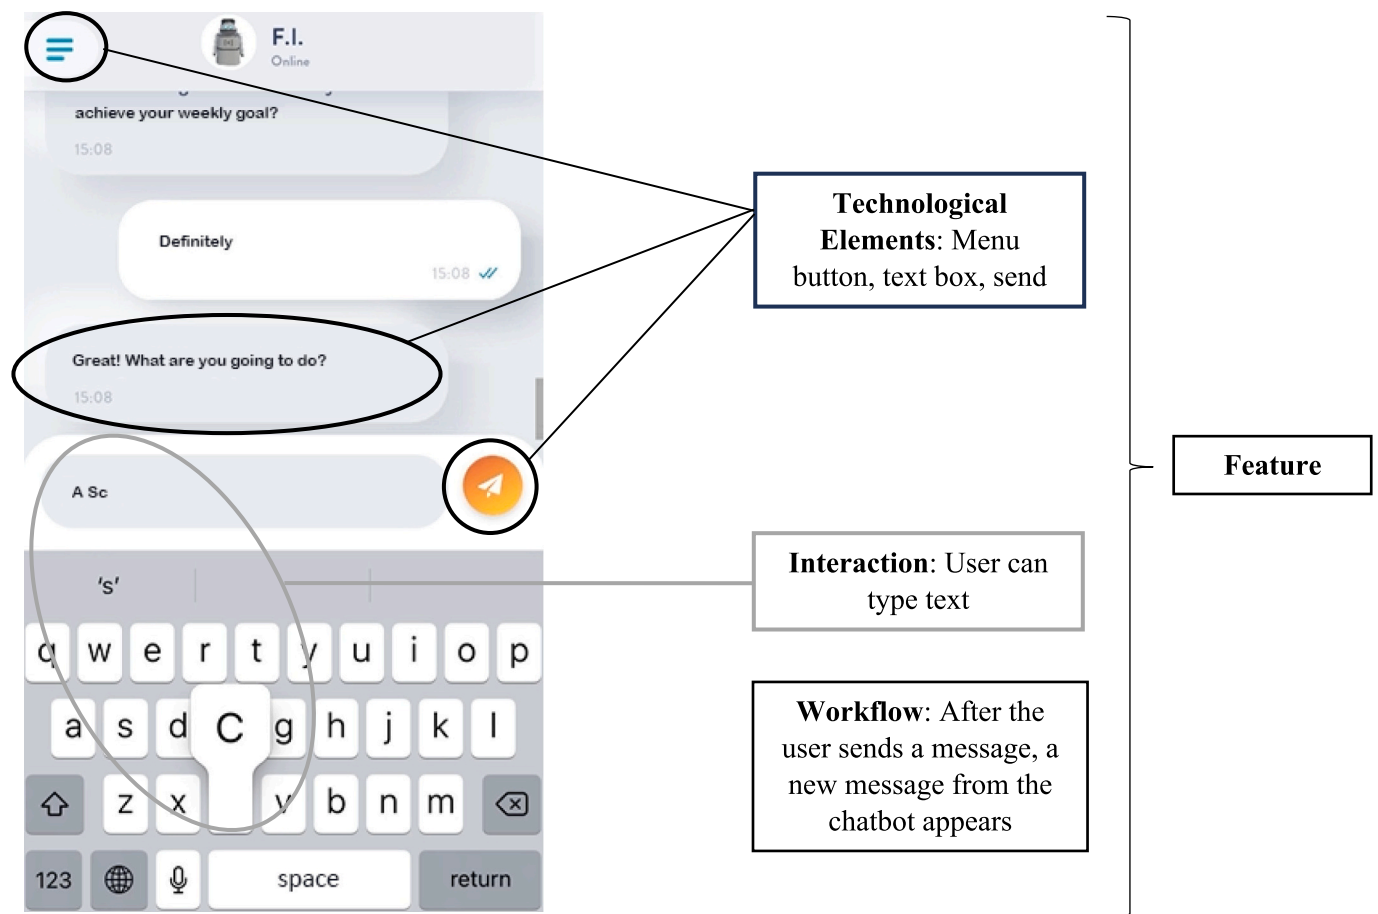 F.I.
Online
achieve your weekly goal?
15:08
Definitely
15:08
Great! What are you going to do?
15:08
A Sc
's'
q w e r t y u i o p
a s d C g h j k l
z x v b n m
123 space return
Technological
Elements: Menu
button, text box, send
Interaction: User can
type text
Workflow: After the
user sends a message, a
new message from the
chatbot appears
Feature